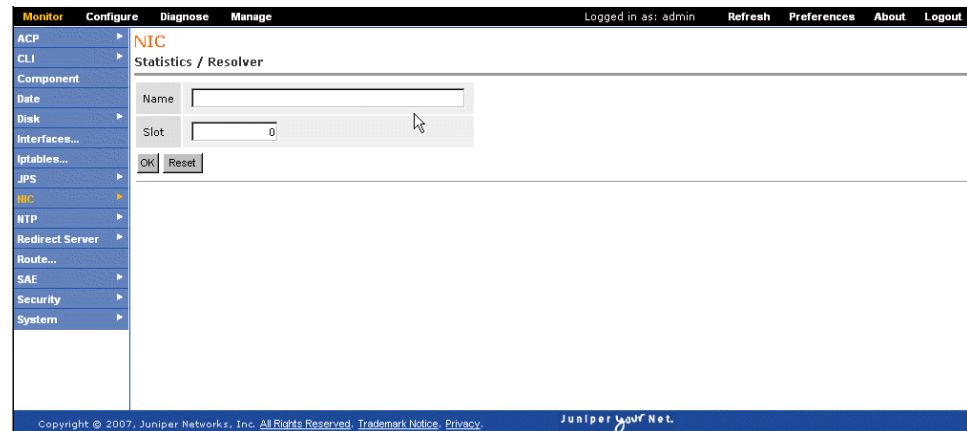 Monitor Configure Diagnose Manage Logged in as: admin Refresh Preferences About Logout
ACP
CLI
Component
Date
Disk
Interfaces...
Iptables...
JPS
NIC
NTP
Redirect Server
Route...
SAE
Security
System
NIC
Statistics / Resolver
Name
Slot 0
OK Reset
Copyright © 2007, Juniper Networks, Inc. All Rights Reserved. Trademark Notice. Privacy.
Juniper your Net.